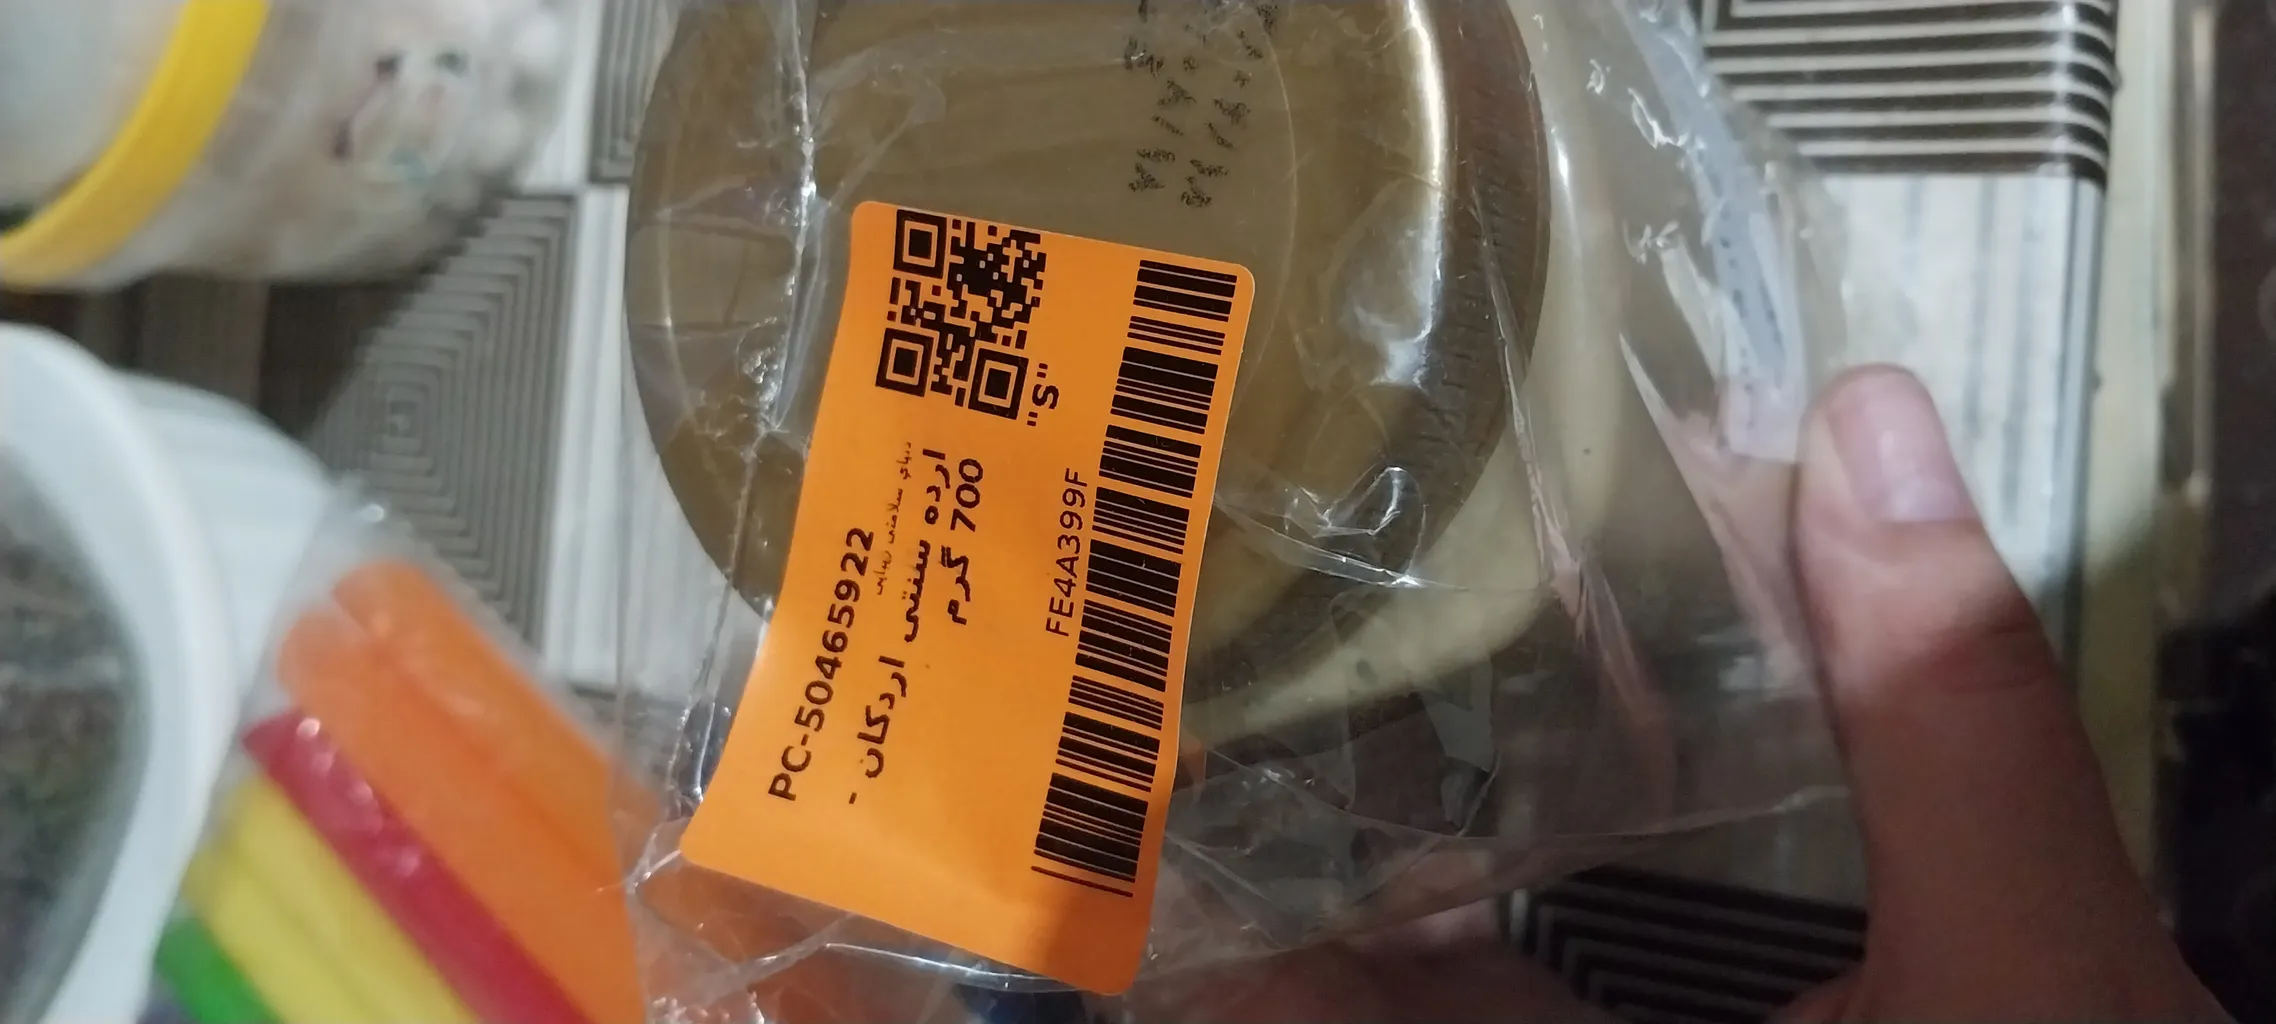 PC-50465922
ارده سنتی اردکان -
700 گرم
"S"
FE4A399F